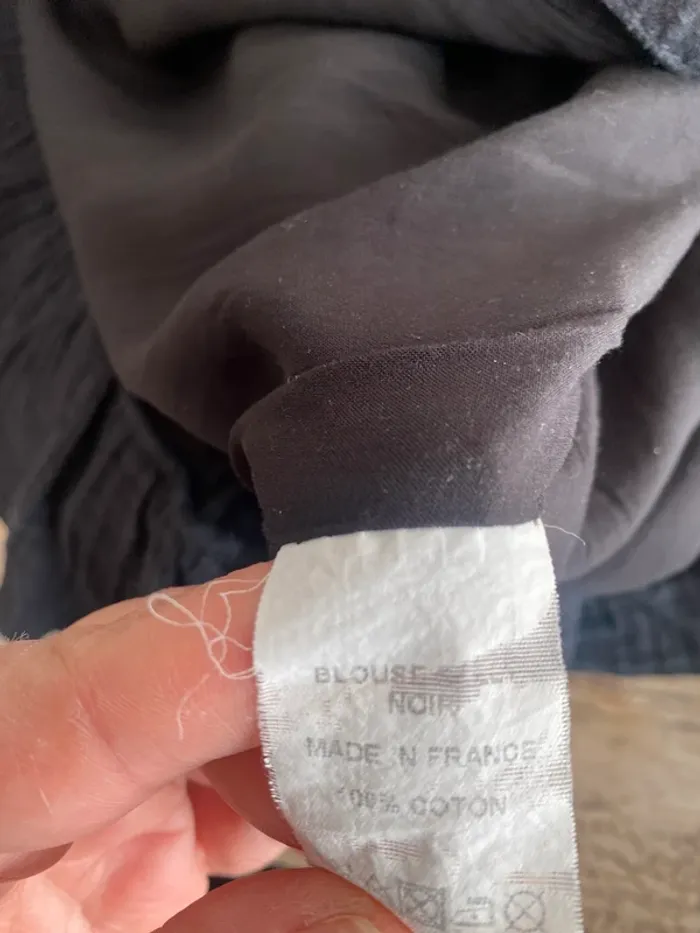 BLOUSE
NOIR
MADE IN FRANCE
100% COTON